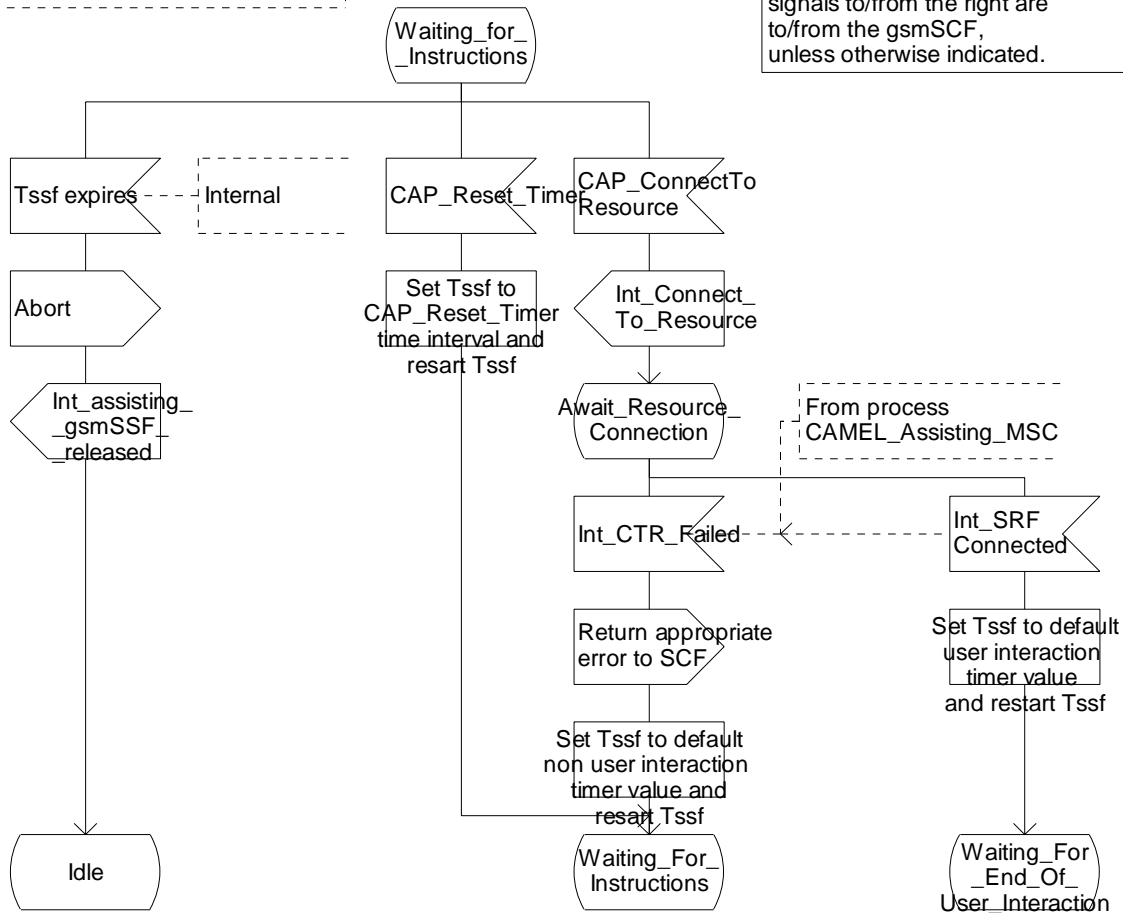 signals to/from the right are
to/from the gsmSCF,
unless otherwise indicated.
Waiting_for_
_Instructions
Tssf expires
Internal
CAP_Reset_Timer
CAP_ConnectTo
Resource
Abort
Set Tssf to
CAP_Reset_Timer
time interval and
resart Tssf
Int_Connect_
To_Resource
Int_assisting_
_gsmSSF_
_released
Await_Resource_
Connection
From process
CAMEL_Assisting_MSC
Int_CTR_Failed
Int_SRF
Connected
Return appropriate
error to SCF
Set Tssf to default
user interaction
timer value
and restart Tssf
Set Tssf to default
non user interaction
timer value and
resart Tssf
Idle
Waiting_For_
Instructions
Waiting_For
_End_Of_
User_Interaction